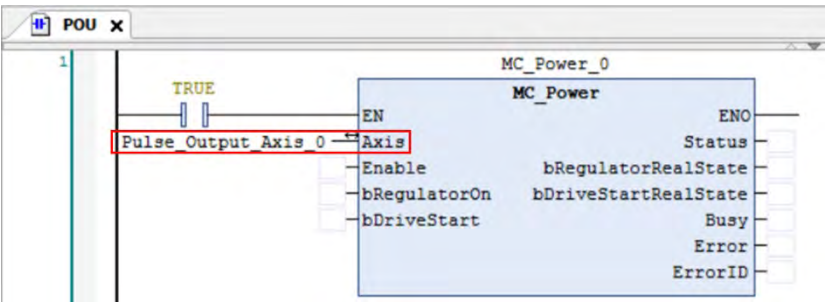 POU
1
MC_Power_0
TRUE
MC_Power
EN ENO
Pulse_Output_Axis_0 Axis Status
Enable bRegulatorRealState
bRegulatorOn bDriveStartRealState
bDriveStart Busy
Error
ErrorID